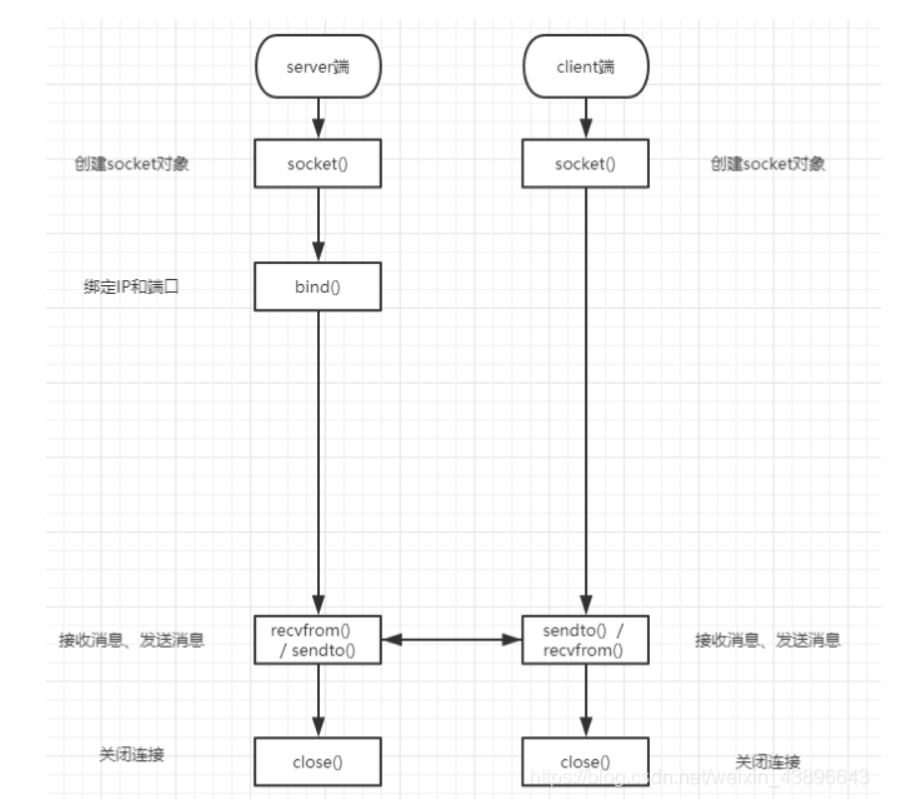 server端
client端
创建socket对象
socket()
socket()
创建socket对象
绑定IP和端口
bind()
接收消息、发送消息
recvfrom()
/ sendto()
sendto() /
recvfrom()
接收消息、发送消息
关闭连接
close()
close()
关闭连接
https://blog.csdn.net/weixin_43896643